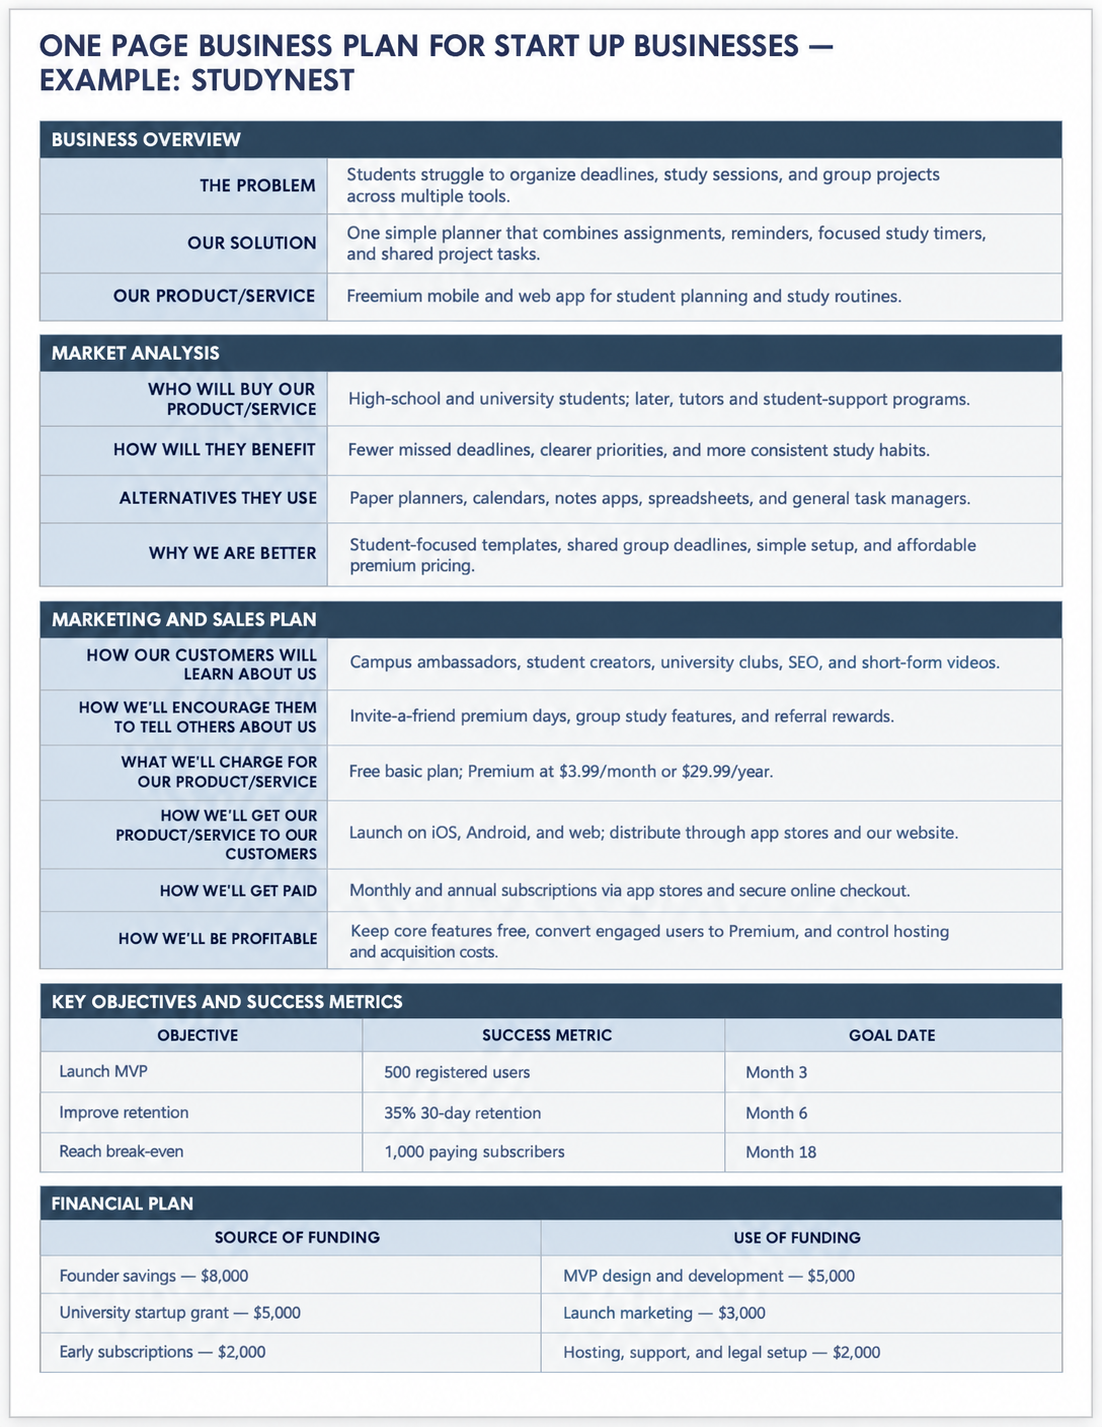 ONE PAGE BUSINESS PLAN FOR START UP BUSINESSES —
EXAMPLE: STUDYNEST
BUSINESS OVERVIEW
THE PROBLEM
Students struggle to organize deadlines, study sessions, and group projects
across multiple tools.
OUR SOLUTION
One simple planner that combines assignments, reminders, focused study timers,
and shared project tasks.
OUR PRODUCT/SERVICE
Freemium mobile and web app for student planning and study routines.
MARKET ANALYSIS
WHO WILL BUY OUR
PRODUCT/SERVICE
High-school and university students; later, tutors and student-support programs.
HOW WILL THEY BENEFIT
Fewer missed deadlines, clearer priorities, and more consistent study habits.
ALTERNATIVES THEY USE
Paper planners, calendars, notes apps, spreadsheets, and general task managers.
WHY WE ARE BETTER
Student-focused templates, shared group deadlines, simple setup, and affordable
premium pricing.
MARKETING AND SALES PLAN
HOW OUR CUSTOMERS WILL
LEARN ABOUT US
Campus ambassadors, student creators, university clubs, SEO, and short-form videos.
HOW WE'LL ENCOURAGE THEM
TO TELL OTHERS ABOUT US
Invite-a-friend premium days, group study features, and referral rewards.
WHAT WE'LL CHARGE FOR
OUR PRODUCT/SERVICE
Free basic plan; Premium at $3.99/month or $29.99/year.
HOW WE'LL GET OUR
PRODUCT/SERVICE TO OUR
CUSTOMERS
Launch on iOS, Android, and web; distribute through app stores and our website.
HOW WE'LL GET PAID
Monthly and annual subscriptions via app stores and secure online checkout.
HOW WE'LL BE PROFITABLE
Keep core features free, convert engaged users to Premium, and control hosting
and acquisition costs.
KEY OBJECTIVES AND SUCCESS METRICS
OBJECTIVE SUCCESS METRIC GOAL DATE
Launch MVP 500 registered users Month 3
Improve retention 35% 30-day retention Month 6
Reach break-even 1,000 paying subscribers Month 18
FINANCIAL PLAN
SOURCE OF FUNDING USE OF FUNDING
Founder savings — $8,000 MVP design and development — $5,000
University startup grant — $5,000 Launch marketing — $3,000
Early subscriptions — $2,000 Hosting, support, and legal setup — $2,000